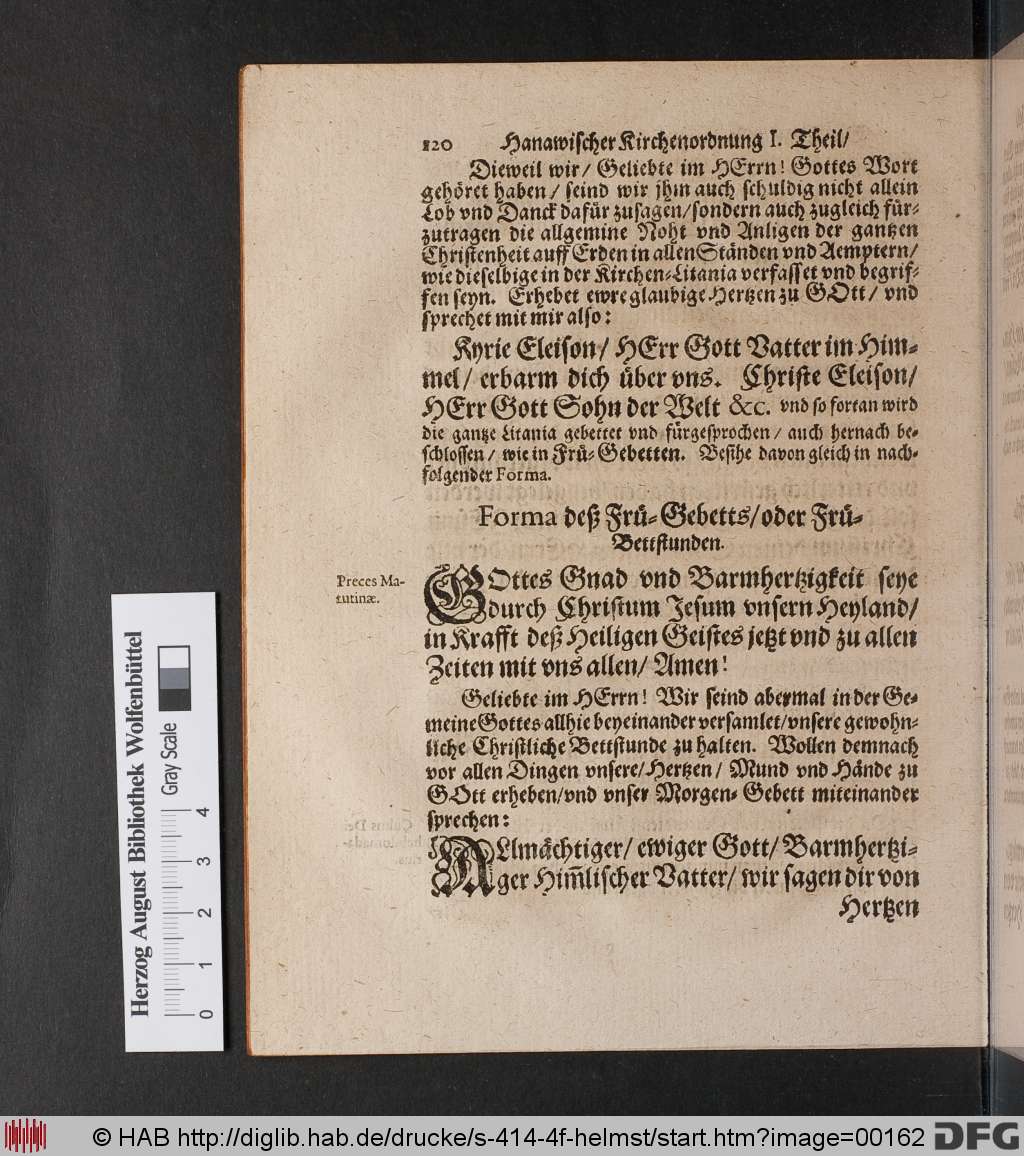 120 Hanawischer Kirchenordnung I. Theil/
Dieweil wir/ Geliebte im HErrn! Gottes Wort
gehöret haben/ seind wir jhm auch schuldig nicht allein
Lob vnd Danck dafür zusagen/sondern auch zugleich für-
zutragen die allgemine Noht vnd Anligen der gantzen
Christenheit auff Erden in allen Ständen vnd Aemptern/
wie dieselbige in der Kirchen-Litania verfasset vnd begrif-
fen seyn. Erhebet ewre glaubige Hertzen zu GOtt/ vnd
sprechet mit mir also:
Kyrie Eleison/ HErr Gott Vatter im Him-
mel/ erbarm dich über vns. Christe Eleison/
HErr Gott Sohn der Welt &c. vnd so fortan wird
die gantze Litania gebettet vnd fürgesprochen/ auch hernach be-
schlossen/ wie in Frü-Gebetten. Besihe davon gleich in nach-
folgender Forma.
Forma deß Frü-Gebetts/oder Frü-
Bettstunden.
Preces Ma-
tutinæ.
GOttes Gnad vnd Barmhertzigkeit seye
durch Christum Jesum vnsern Heyland/
in Krafft deß Heiligen Geistes jetzt vnd zu allen
Zeiten mit vns allen/ Amen!
Geliebte im HErrn! Wir seind abermal in der Ge-
meine Gottes allhie beyeinander versamlet/vnsere gewohn-
liche Christliche Bettstunde zu halten. Wollen demnach
vor allen Dingen vnsere/Hertzen/ Mund vnd Hände zu
GOtt erheben/vnd vnser Morgen-Gebett miteinander
sprechen:
ALlmächtiger/ ewiger Gott/ Barmhertzi-
ger Him̃lischer Vatter/ wir sagen dir von
Hertzen
Herzog August Bibliothek Wolfenbüttel
Gray Scale
0 1 2 3 4
© HAB http://diglib.hab.de/drucke/s-414-4f-helmst/start.htm?image=00162
DFG